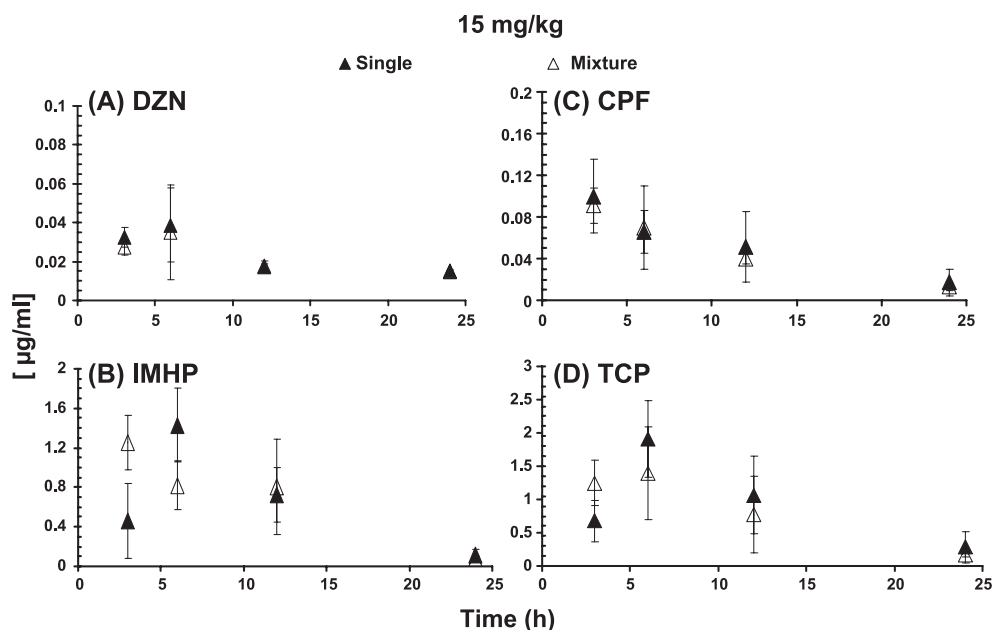 15 mg/kg
▲ Single △ Mixture
(A) DZN
0.1
0.08
0.06
0.04
0.02
0
0 5 10 15 20 25
(C) CPF
0.2
0.16
0.12
0.08
0.04
0
0 5 10 15 20 25
[ µg/ml]
(B) IMHP
2
1.6
1.2
0.8
0.4
0
0 5 10 15 20 25
(D) TCP
3
2.5
2
1.5
1
0.5
0
0 5 10 15 20 25
Time (h)